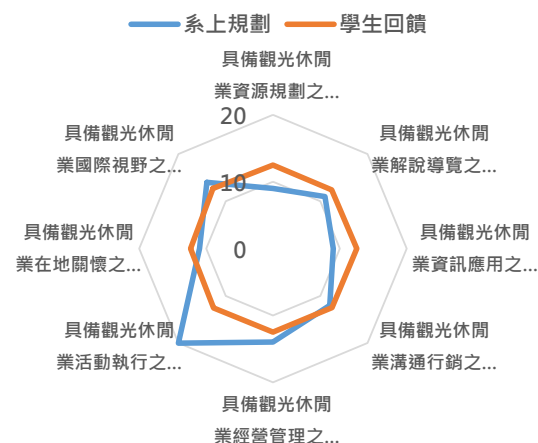 系上規劃 學生回饋
具備觀光休閒
業資源規劃之...
具備觀光休閒
業解說導覽之...
具備觀光休閒
業資訊應用之...
具備觀光休閒
業溝通行銷之...
具備觀光休閒
業經營管理之...
具備觀光休閒
業活動執行之...
具備觀光休閒
業在地關懷之...
具備觀光休閒
業國際視野之...
20
10
0